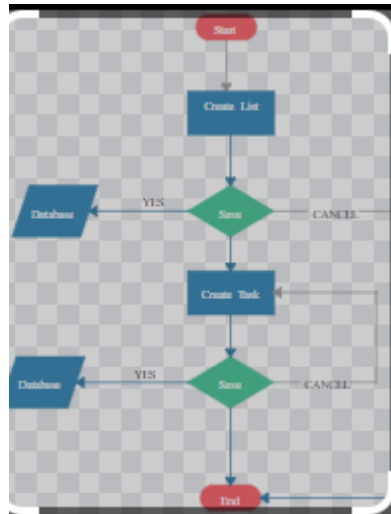 Start
Create List
YES
Database
Save
CANCEL
Create Task
YES
Database
Save
CANCEL
End